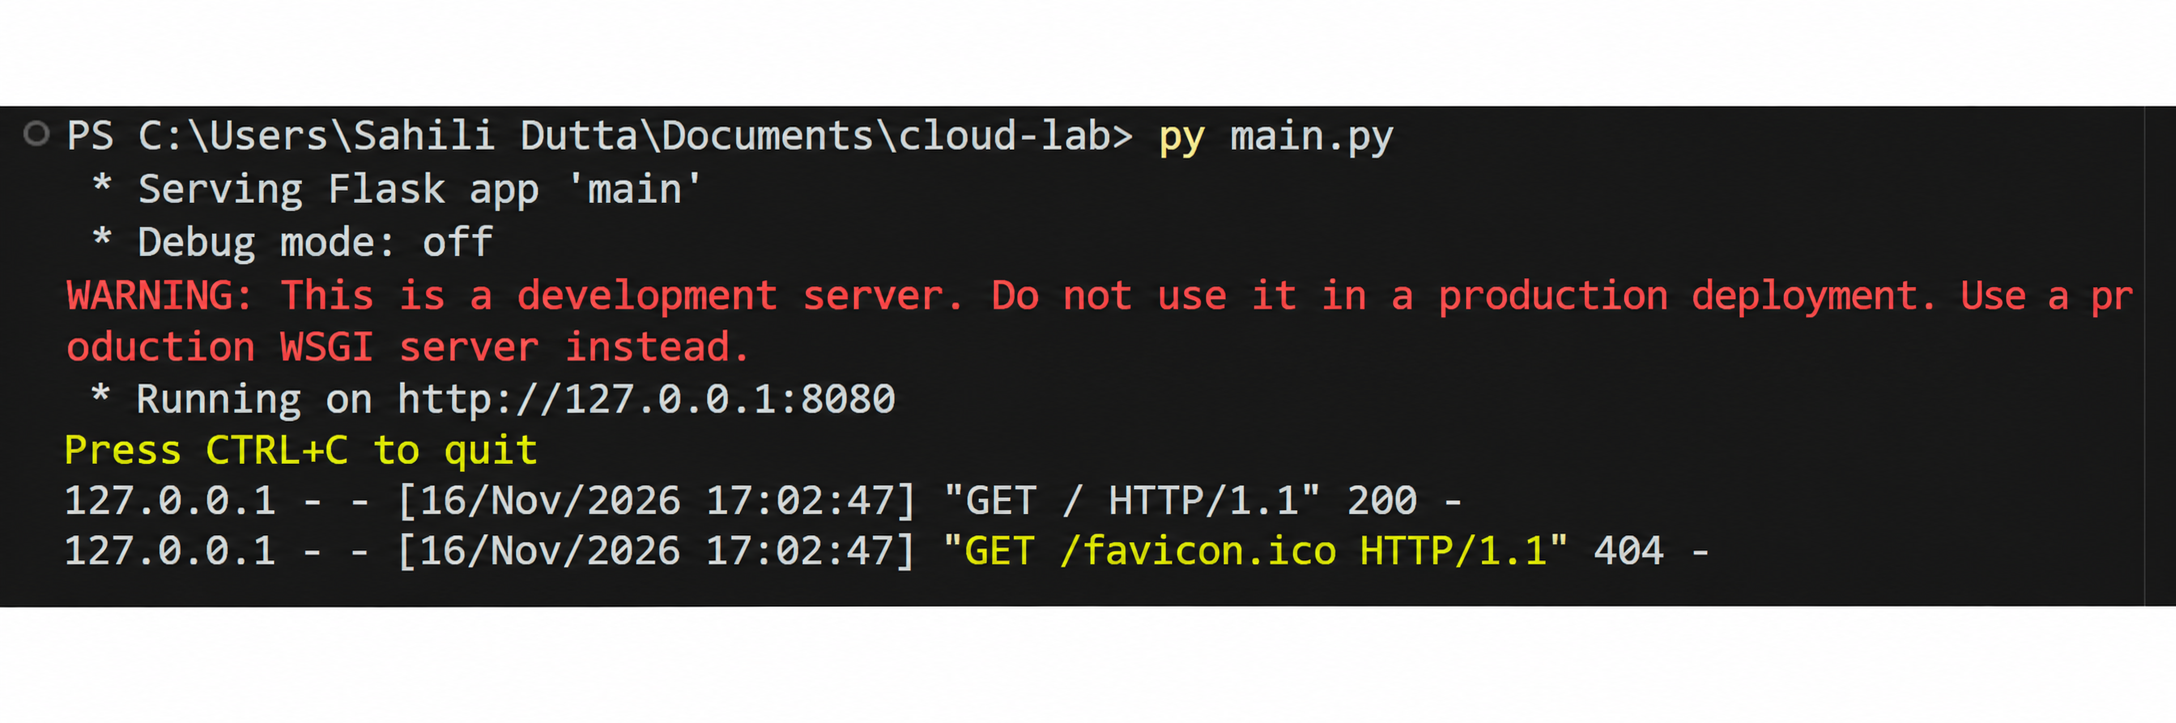 PS C:\Users\Sahili Dutta\Documents\cloud-lab> py main.py
 * Serving Flask app 'main'
 * Debug mode: off
WARNING: This is a development server. Do not use it in a production deployment. Use a pr
oduction WSGI server instead.
 * Running on http://127.0.0.1:8080
Press CTRL+C to quit
127.0.0.1 - - [16/Nov/2026 17:02:47] "GET / HTTP/1.1" 200 -
127.0.0.1 - - [16/Nov/2026 17:02:47] "GET /favicon.ico HTTP/1.1" 404 -